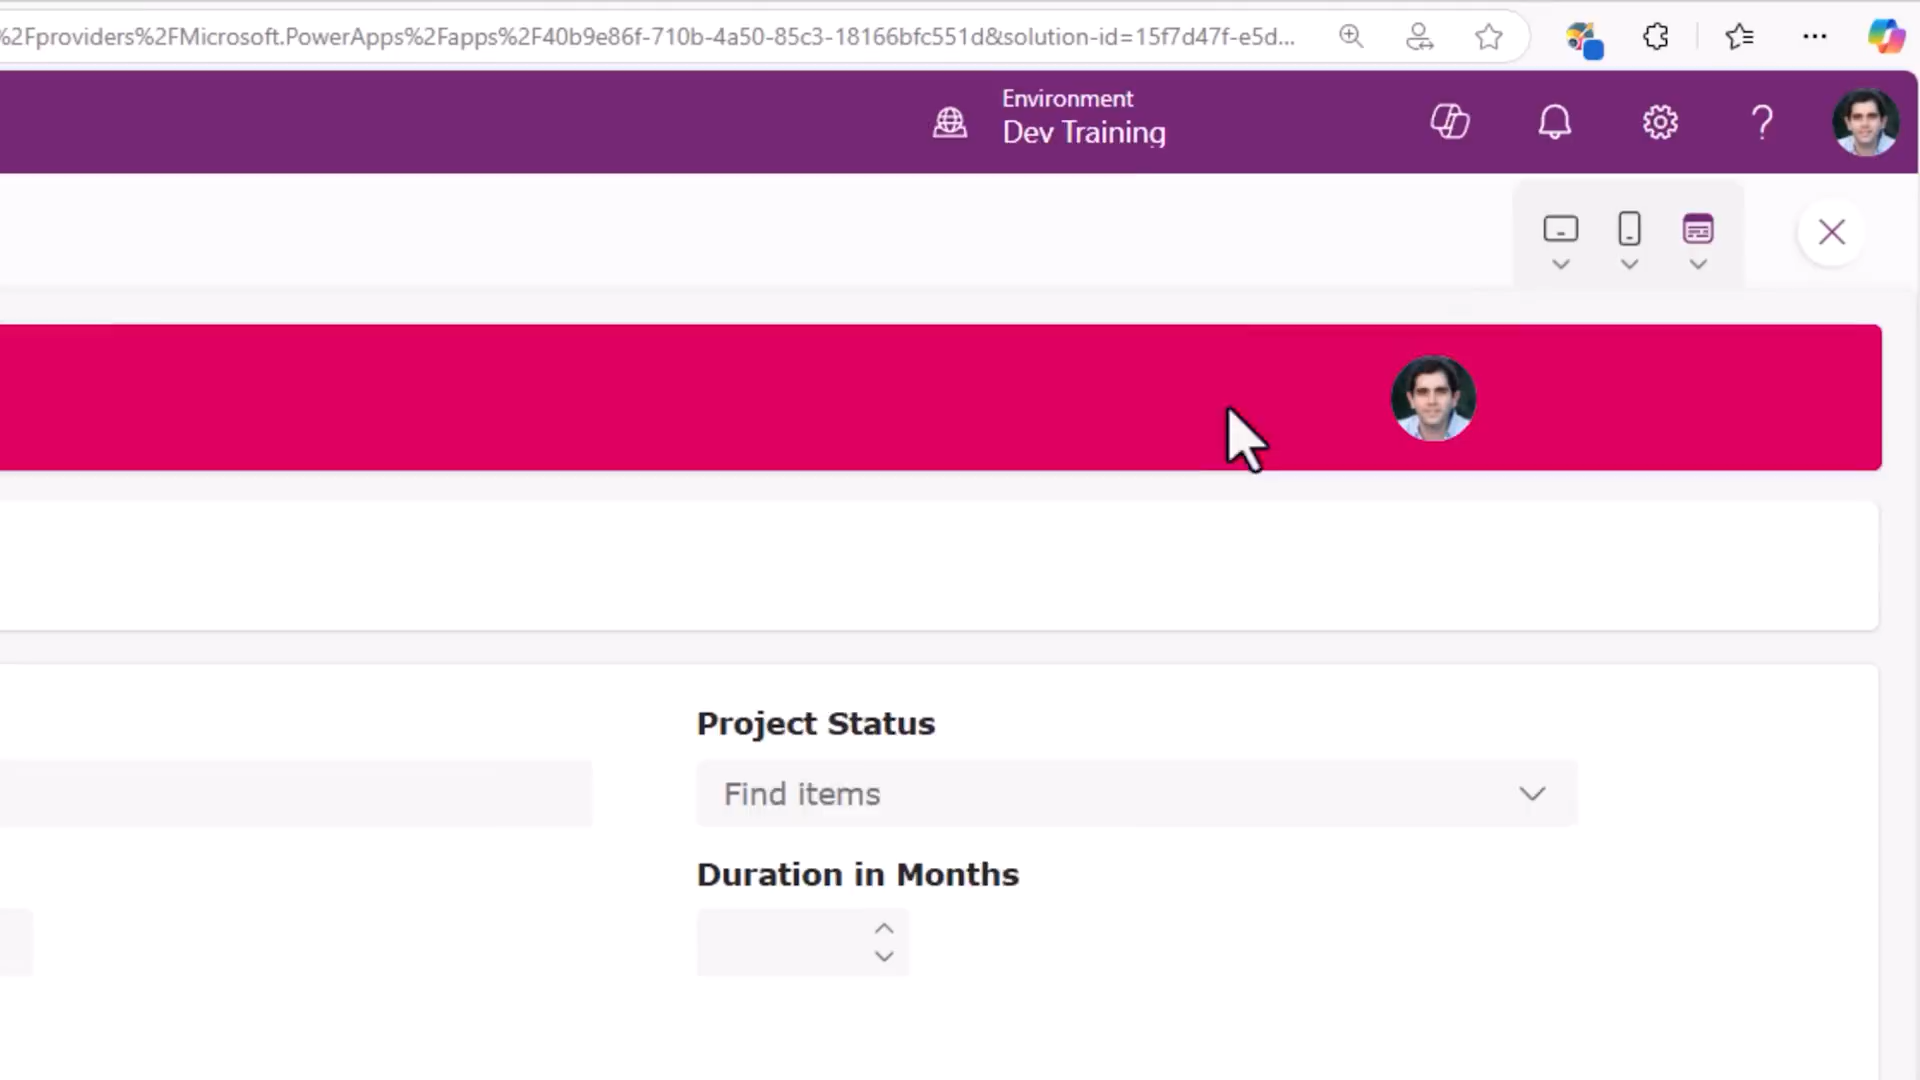 %2Fproviders%2FMicrosoft.PowerApps%2Fapps%2F40b9e86f-710b-4a50-85c3-18166bfc551d&solution-id=15f7d47f-e5d...
Environment
Dev Training
Project Status
Find items
Duration in Months